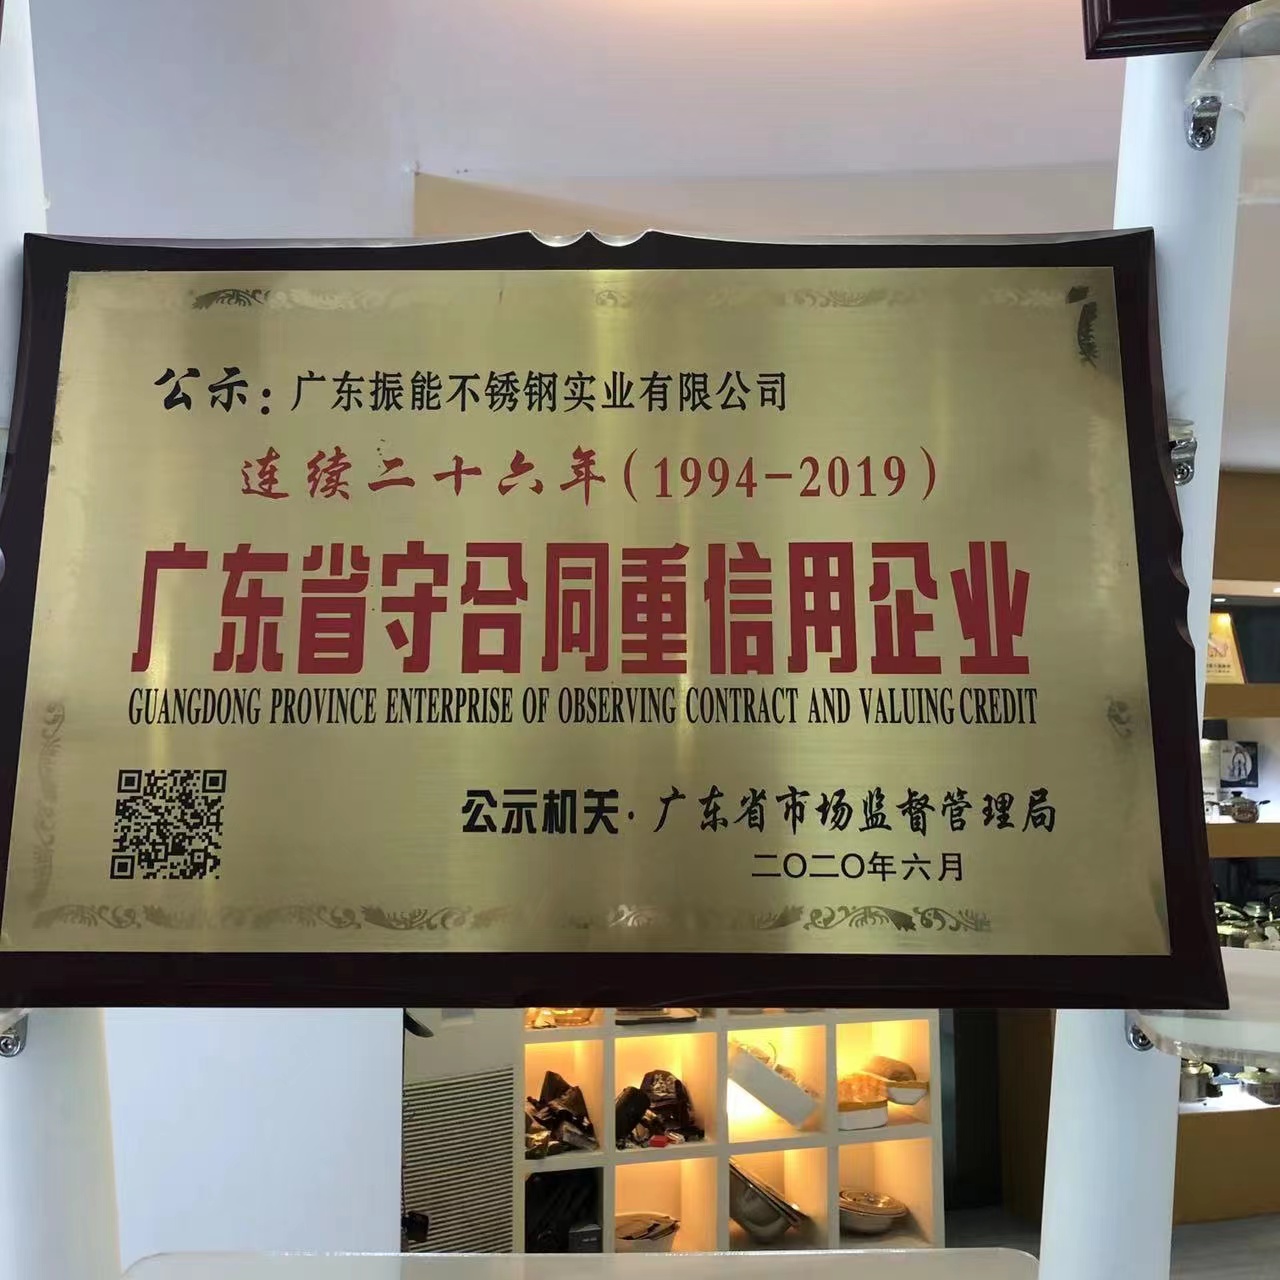 公示：广东振能不锈钢实业有限公司
连续二十六年(1994-2019)
广东省守合同重信用企业
GUANGDONG PROVINCE ENTERPRISE OF OBSERVING CONTRACT AND VALUING CREDIT
公示机关·广东省市场监督管理局
二〇二〇年六月